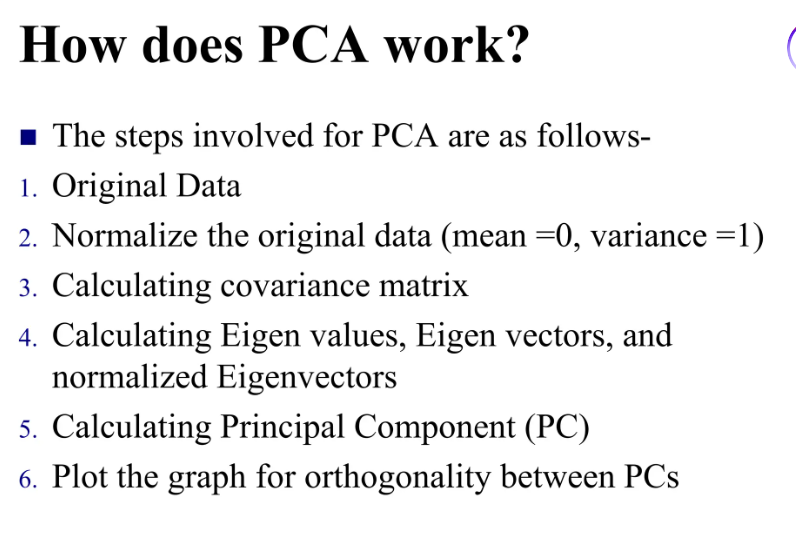 How does PCA work?
The steps involved for PCA are as follows-
1. Original Data
2. Normalize the original data (mean =0, variance =1)
3. Calculating covariance matrix
4. Calculating Eigen values, Eigen vectors, and
normalized Eigenvectors
5. Calculating Principal Component (PC)
6. Plot the graph for orthogonality between PCs